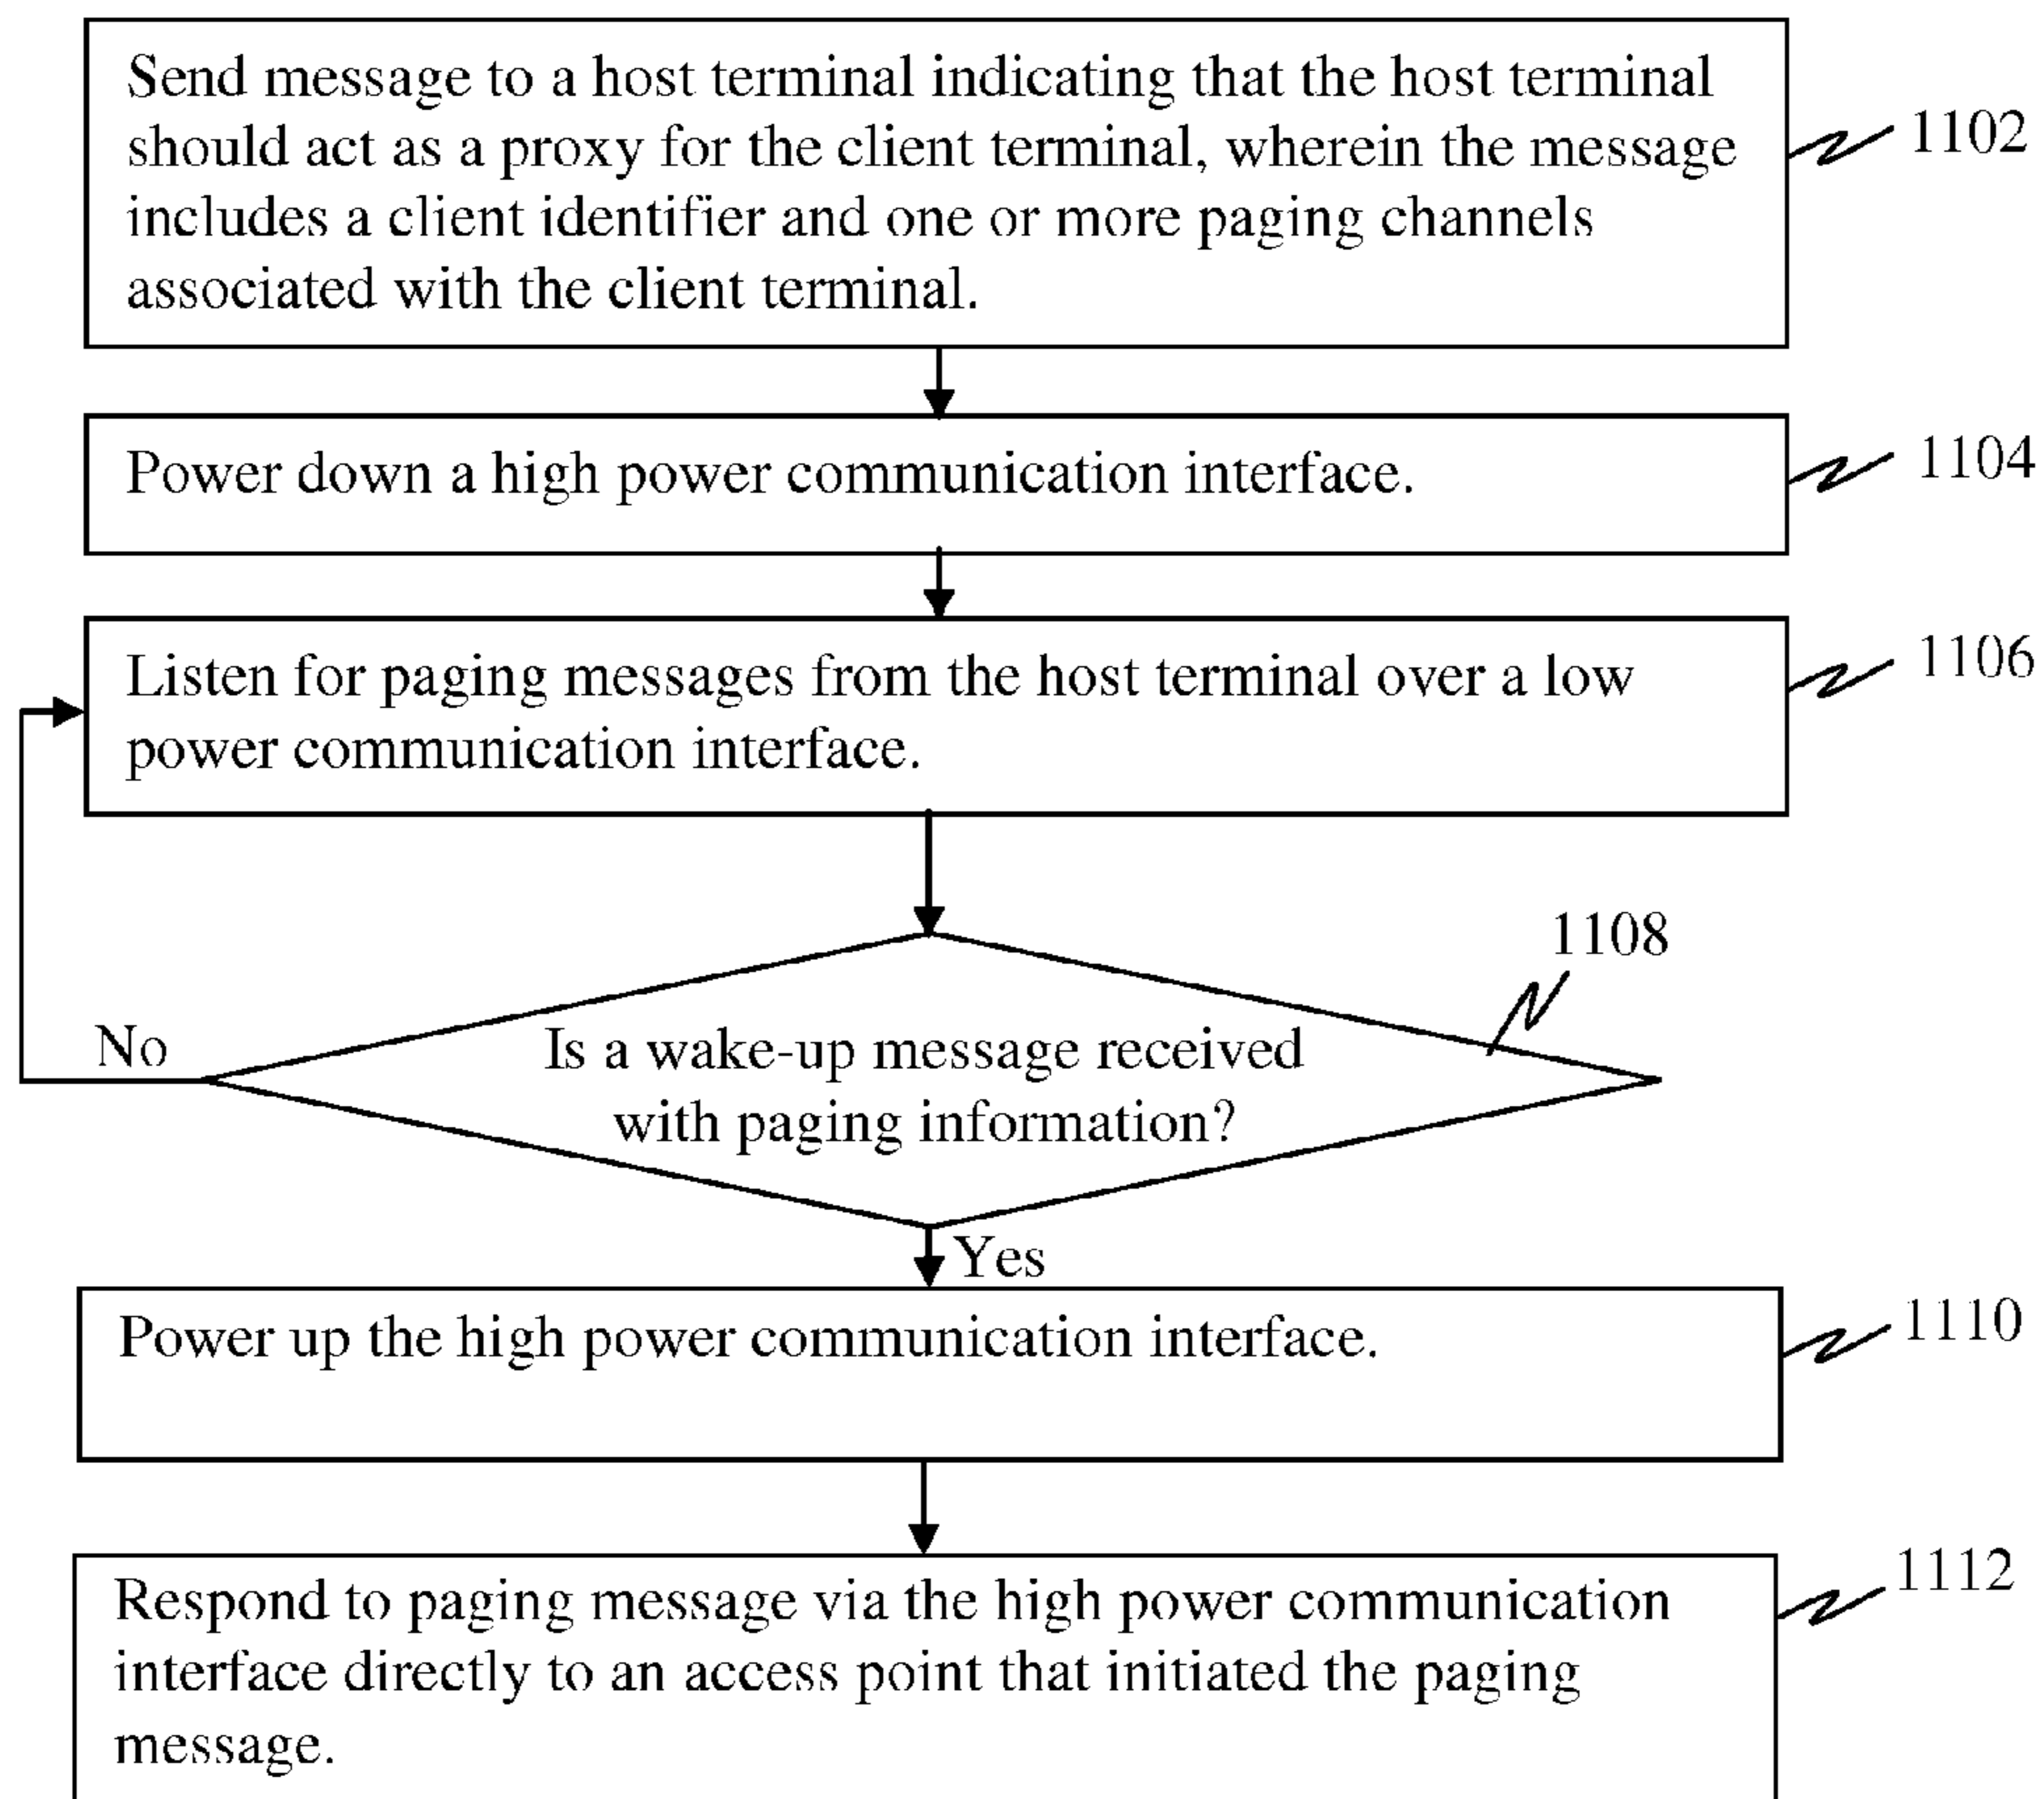 Send message to a host terminal indicating that the host terminal
should act as a proxy for the client terminal, wherein the message
includes a client identifier and one or more paging channels
associated with the client terminal.
1102
Power down a high power communication interface.
1104
Listen for paging messages from the host terminal over a low
power communication interface.
1106
1108
No
Is a wake-up message received
with paging information?
Yes
Power up the high power communication interface.
1110
Respond to paging message via the high power communication
interface directly to an access point that initiated the paging
message.
1112